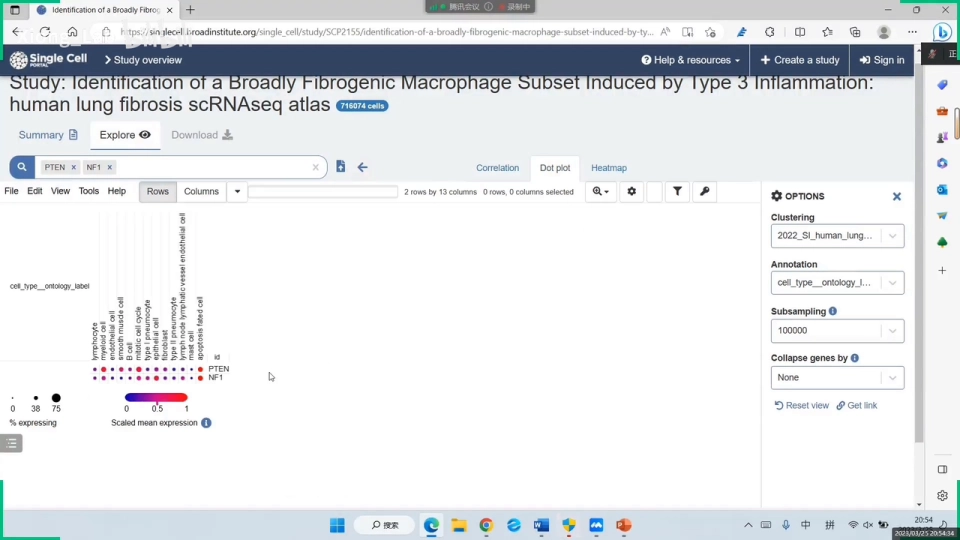 Identification of a Broadly Fibrog
腾讯会议
录制中
https://singlecell.broadinstitute.org/single_cell/study/SCP2155/identification-of-a-broadly-fibrogenic-macrophage-subset-induced-by-ty...
Single Cell
PORTAL
Study overview
Help & resources
Create a study
Sign in
正
Study: Identification of a Broadly Fibrogenic Macrophage Subset Induced by Type 3 Inflammation:
human lung fibrosis scRNAseq atlas 716074 cells
Summary
Explore
Download
PTEN × NF1 ×
Correlation
Dot plot
Heatmap
File Edit View Tools Help
Rows
Columns
2 rows by 13 columns 0 rows, 0 columns selected
OPTIONS
Clustering
2022_SI_human_lung...
Annotation
cell_type__ontology_l...
Subsampling
100000
Collapse genes by
None
Reset view
Get link
cell_type__ontology_label
lymphocyte
myeloid cell
endothelial cell
smooth muscle cell
B cell
mitotic cell cycle
type I pneumocyte
epithelial cell
fibroblast
type II pneumocyte
lymph node lymphatic vessel endothelial cell
mast cell
apoptosis fated cell
id
PTEN
NF1
0 38 75
% expressing
0 0.5 1
Scaled mean expression
搜索
中
拼
20:54
2023/03/25 20:54:34